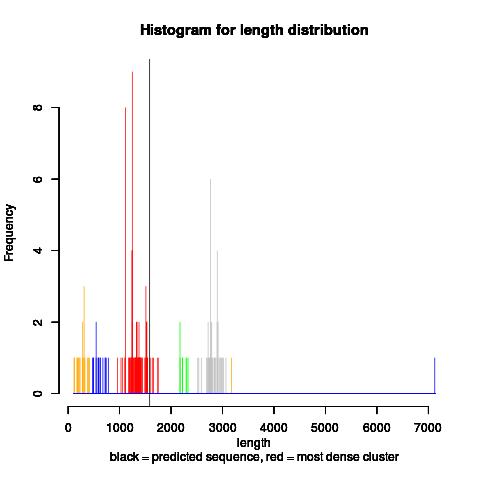 Histogram for length distribution
Frequency
8
6
4
2
0
0 1000 2000 3000 4000 5000 6000 7000
length
black = predicted sequence, red = most dense cluster